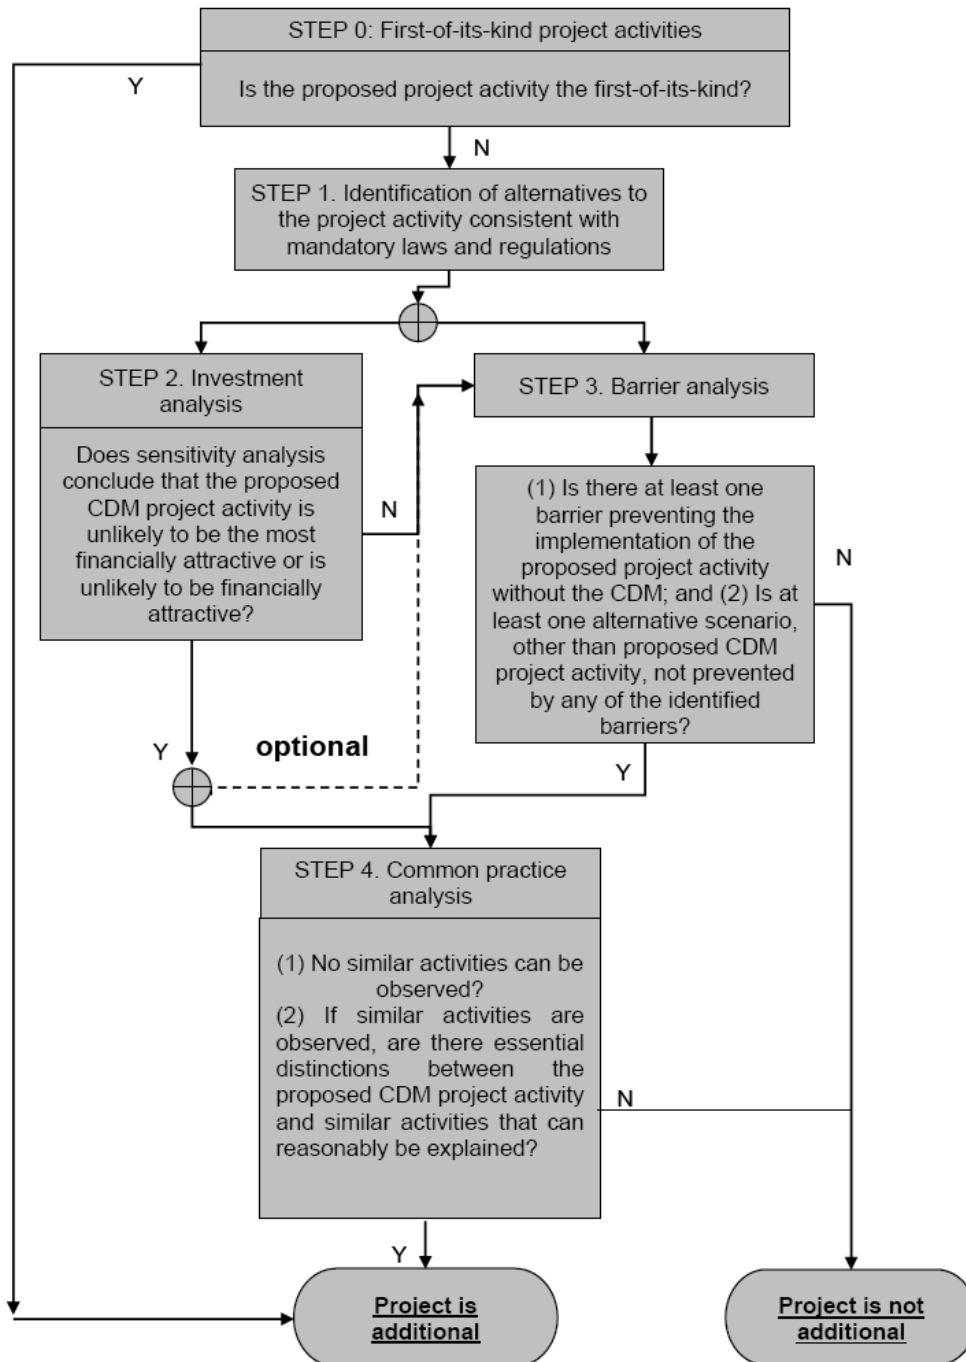 STEP 0: First-of-its-kind project activities
Y
Is the proposed project activity the first-of-its-kind?
N
STEP 1. Identification of alternatives to
the project activity consistent with
mandatory laws and regulations
STEP 2. Investment
analysis
Does sensitivity analysis
conclude that the proposed
CDM project activity is
unlikely to be the most
financially attractive or is
unlikely to be financially
attractive?
N
STEP 3. Barrier analysis
(1) Is there at least one
barrier preventing the
implementation of the
proposed project activity
without the CDM; and (2) Is at
least one alternative scenario,
other than proposed CDM
project activity, not prevented
by any of the identified
barriers?
N
Y
optional
Y
STEP 4. Common practice
analysis
(1) No similar activities can be
observed?
(2) If similar activities are
observed, are there essential
distinctions between the
proposed CDM project activity
and similar activities that can
reasonably be explained?
N
Y
Project is
additional
Project is not
additional